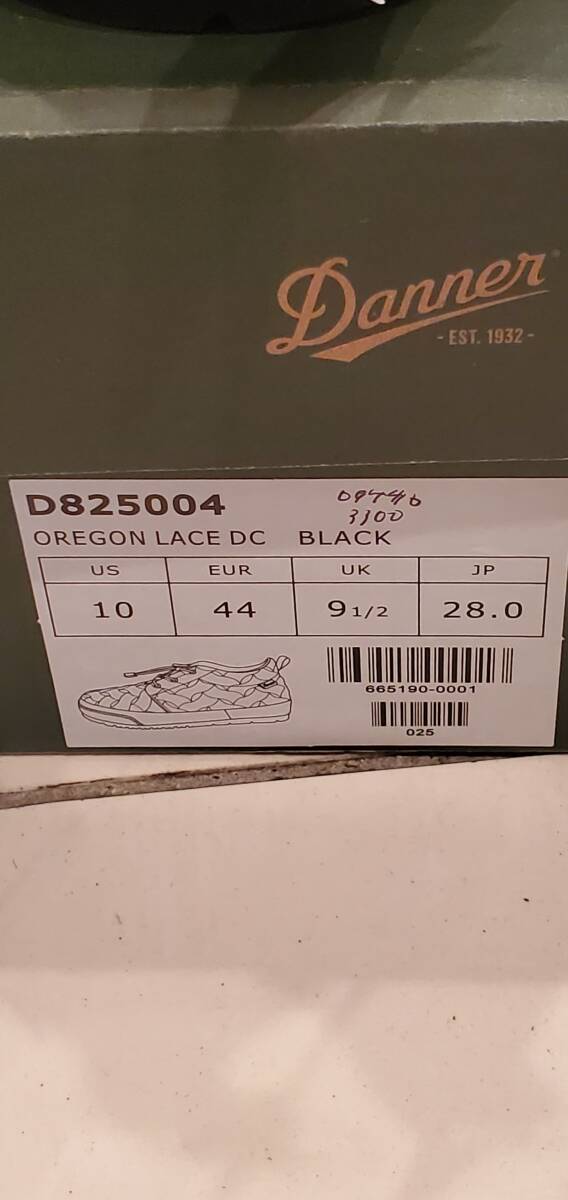 Danner
- EST. 1932 -
D825004
3100
OREGON LACE DC BLACK
US EUR UK JP
10 44 9 1/2 28.0
665190-0001
025